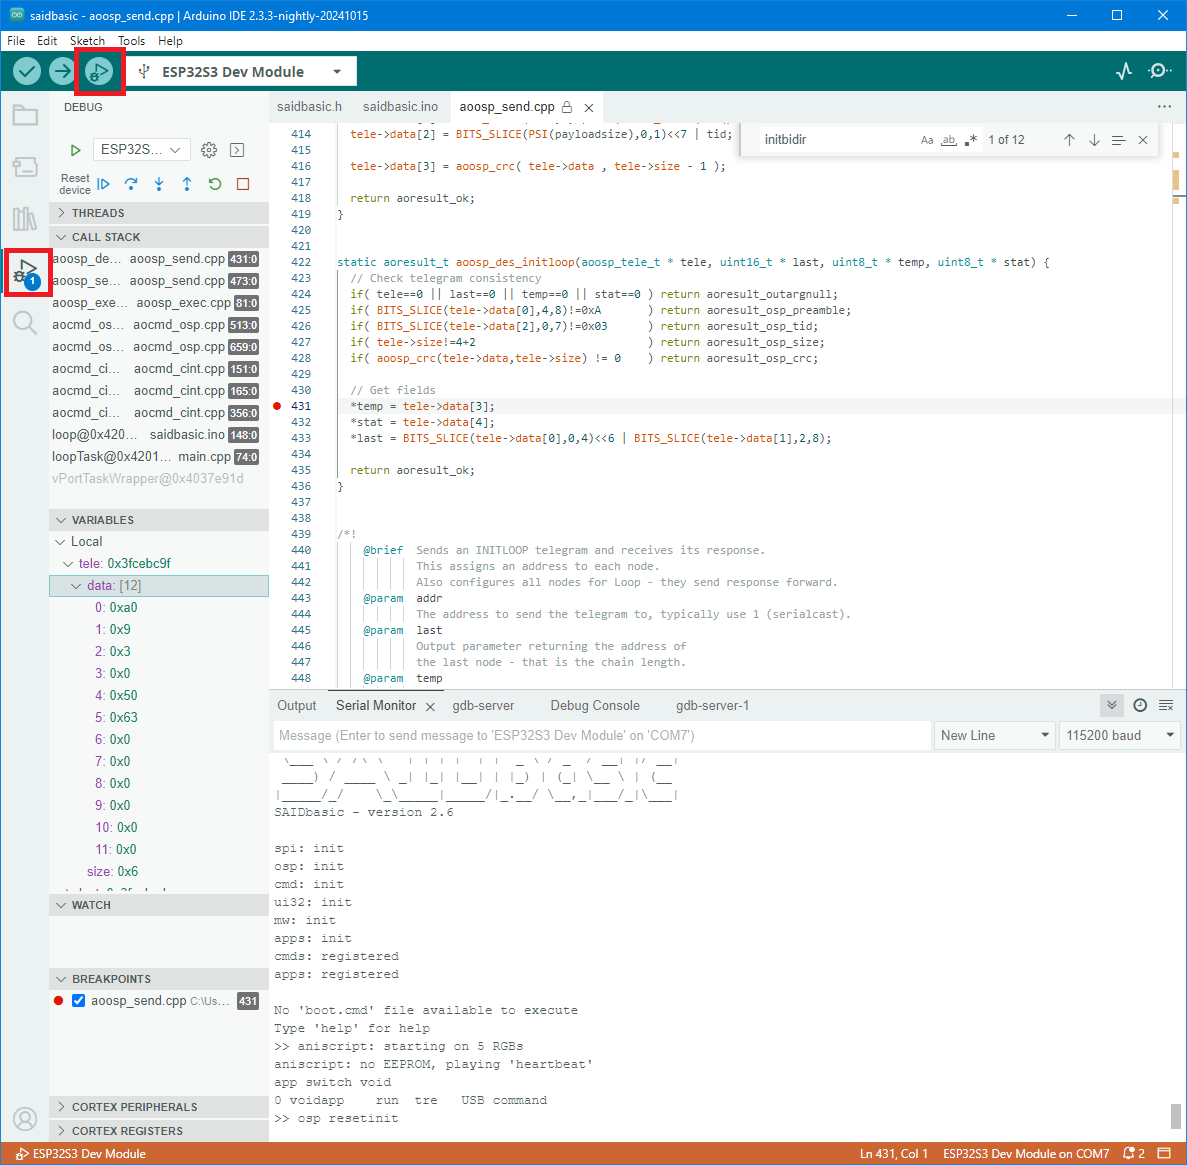 saidbasic - aoosp_send.cpp | Arduino IDE 2.3.3-nightly-20241015
File Edit Sketch Tools Help
ESP32S3 Dev Module
DEBUG
ESP32S...
Reset device
THREADS
CALL STACK
aoosp_de... aoosp_send.cpp 431:0
aoosp_se... aoosp_send.cpp 473:0
aoosp_exe... aoosp_exec.cpp 81:0
aocmd_os... aocmd_osp.cpp 513:0
aocmd_os... aocmd_osp.cpp 659:0
aocmd_ci... aocmd_cint.cpp 151:0
aocmd_ci... aocmd_cint.cpp 165:0
aocmd_ci... aocmd_cint.cpp 356:0
loop@0x420... saidbasic.ino 148:0
loopTask@0x4201... main.cpp 74:0
vPortTaskWrapper@0x4037e91d
1
VARIABLES
Local
tele: 0x3fcebc9f
data: [12]
0: 0xa0
1: 0x9
2: 0x3
3: 0x0
4: 0x50
5: 0x63
6: 0x0
7: 0x0
8: 0x0
9: 0x0
10: 0x0
11: 0x0
size: 0x6
WATCH
BREAKPOINTS
aoosp_send.cpp C:\Us... 431
CORTEX PERIPHERALS
CORTEX REGISTERS
saidbasic.h saidbasic.ino aoosp_send.cpp
initbidir Aa ab .* 1 of 12
414 tele->data[2] = BITS_SLICE(PSI(payloadsize),0,1)<<7 | tid;
415
416 tele->data[3] = aoosp_crc( tele->data , tele->size - 1 );
417
418 return aoresult_ok;
419 }
420
421
422 static aoresult_t aoosp_des_initloop(aoosp_tele_t * tele, uint16_t * last, uint8_t * temp, uint8_t * stat) {
423 // Check telegram consistency
424 if( tele==0 || last==0 || temp==0 || stat==0 ) return aoresult_outargnull;
425 if( BITS_SLICE(tele->data[0],4,8)!=0xA ) return aoresult_osp_preamble;
426 if( BITS_SLICE(tele->data[2],0,7)!=0x03 ) return aoresult_osp_tid;
427 if( tele->size!=4+2 ) return aoresult_osp_size;
428 if( aoosp_crc(tele->data,tele->size) != 0 ) return aoresult_osp_crc;
429
430 // Get fields
431 *temp = tele->data[3];
432 *stat = tele->data[4];
433 *last = BITS_SLICE(tele->data[0],0,4)<<6 | BITS_SLICE(tele->data[1],2,8);
434
435 return aoresult_ok;
436 }
437
438
439 /*!
440 @brief Sends an INITLOOP telegram and receives its response.
441 This assigns an address to each node.
442 Also configures all nodes for Loop - they send response forward.
443 @param addr
444 The address to send the telegram to, typically use 1 (serialcast).
445 @param last
446 Output parameter returning the address of
447 the last node - that is the chain length.
448 @param temp
Output Serial Monitor gdb-server Debug Console gdb-server-1
Message (Enter to send message to 'ESP32S3 Dev Module' on 'COM7')
New Line 115200 baud
SAIDbasic - version 2.6
spi: init
osp: init
cmd: init
ui32: init
mw: init
apps: init
cmds: registered
apps: registered
No 'boot.cmd' file available to execute
Type 'help' for help
>> aniscript: starting on 5 RGBs
aniscript: no EEPROM, playing 'heartbeat'
app switch void
0 voidapp run tre USB command
>> osp resetinit
ESP32S3 Dev Module
Ln 431, Col 1 ESP32S3 Dev Module on COM7 2